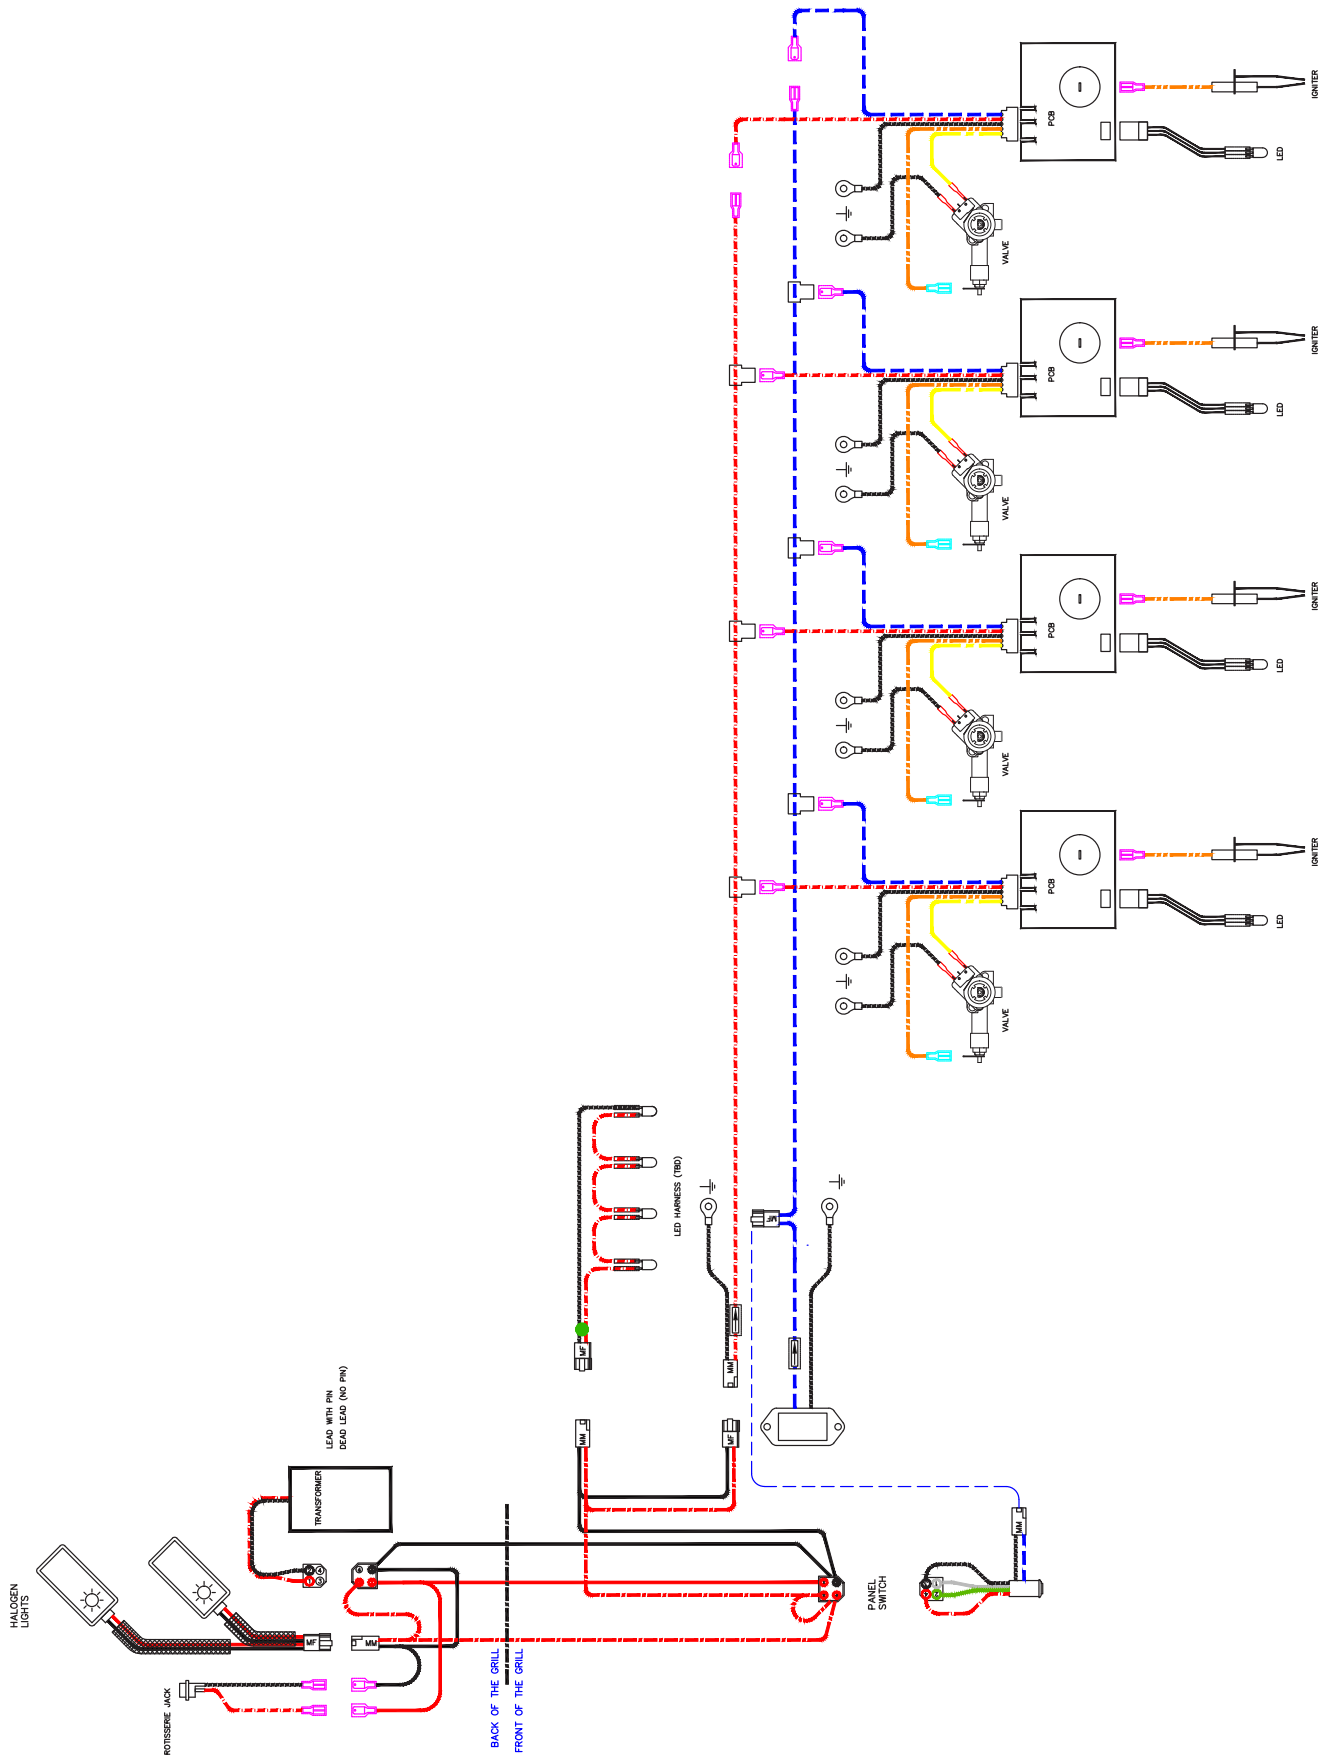 IGNITER
PCB
LED
VALVE
IGNITER
PCB
LED
VALVE
IGNITER
PCB
LED
VALVE
IGNITER
PCB
LED
VALVE
LED HARNESS (TBD)
MF
MF
MM
LEAD WITH PIN
DEAD LEAD (NO PIN)
TRANSFORMER
MM
MF
MM
HALOGEN
LIGHTS
MF
MM
PANEL
SWITCH
ROTISSERIE JACK
BACK OF THE GRILL
FRONT OF THE GRILL